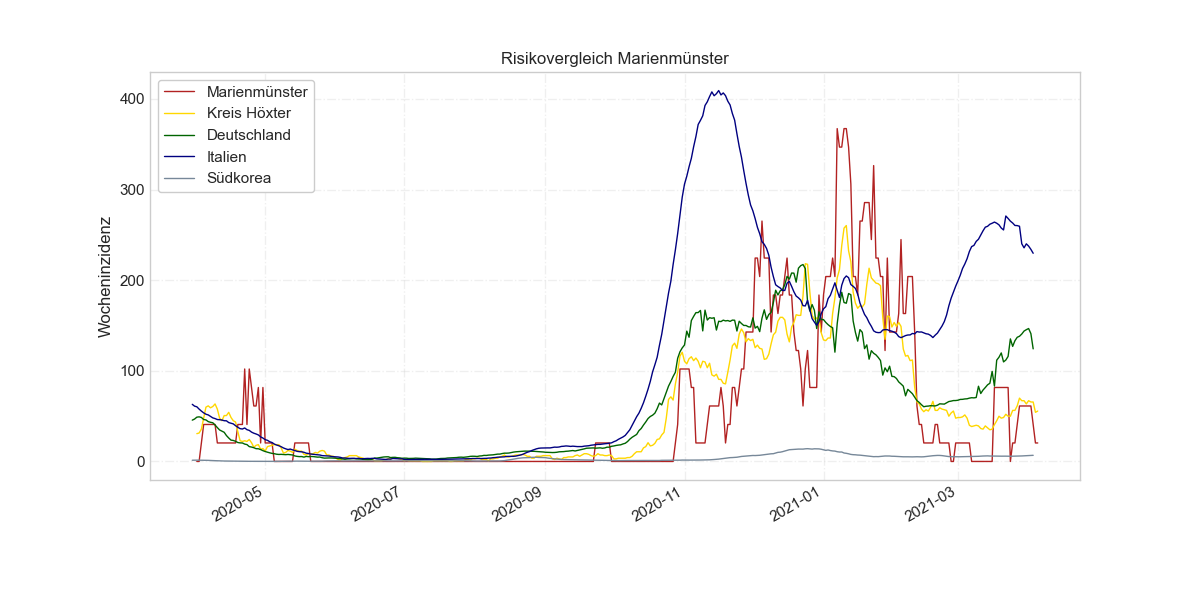 Risikovergleich Marienmünster
Marienmünster
Kreis Höxter
Deutschland
Italien
Südkorea
Wocheninzidenz
400
300
200
100
0
2020-05
2020-07
2020-09
2020-11
2021-01
2021-03